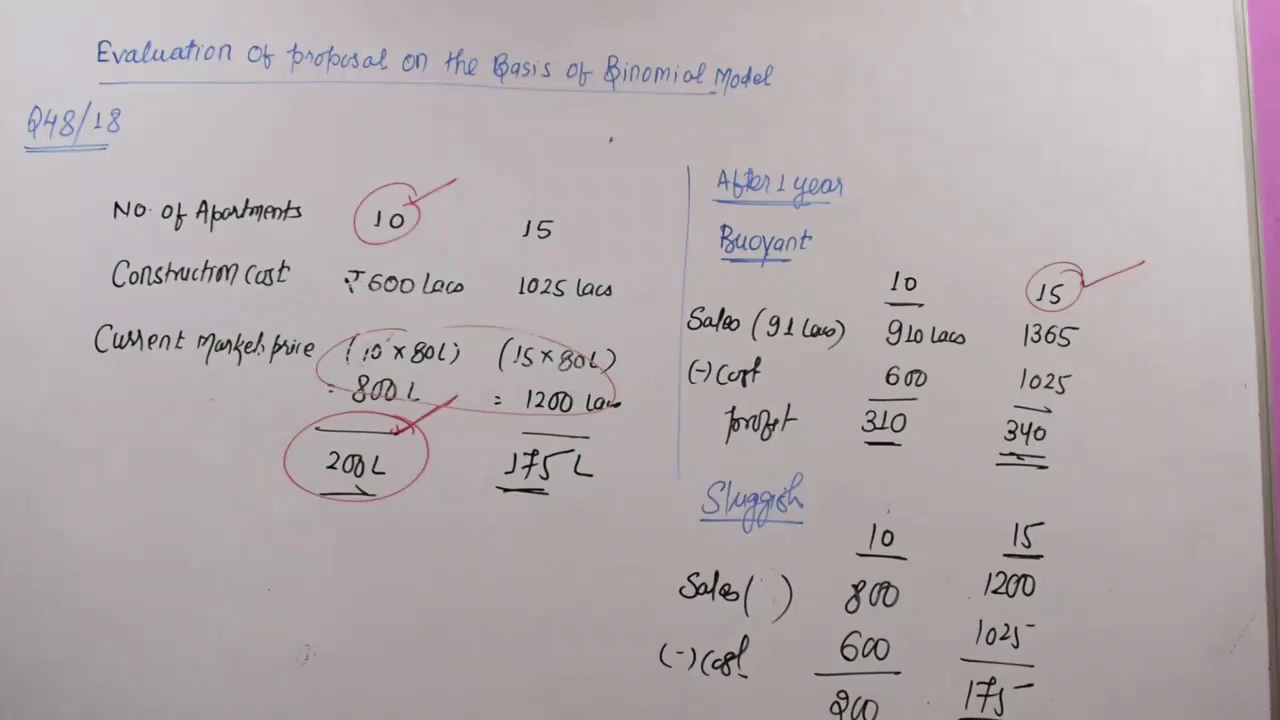 Evaluation of proposal on the Basis of Binomial Model
Q48/18
No. of Apartments 10 15
Construction Cost ₹600 Lacs 1025 lacs
Current Market price (10 × 80L) (15 × 80L)
= 800 L = 1200 Lacs
200L 175 L
After 1 year
Buoyant
10 15
Sales (91 Lacs) 910 lacs 1365
(-) Cost 600 1025
profit 310 340
Sluggish
10 15
Sales ( ) 800 1200
(-) Cost 600 1025
200 175